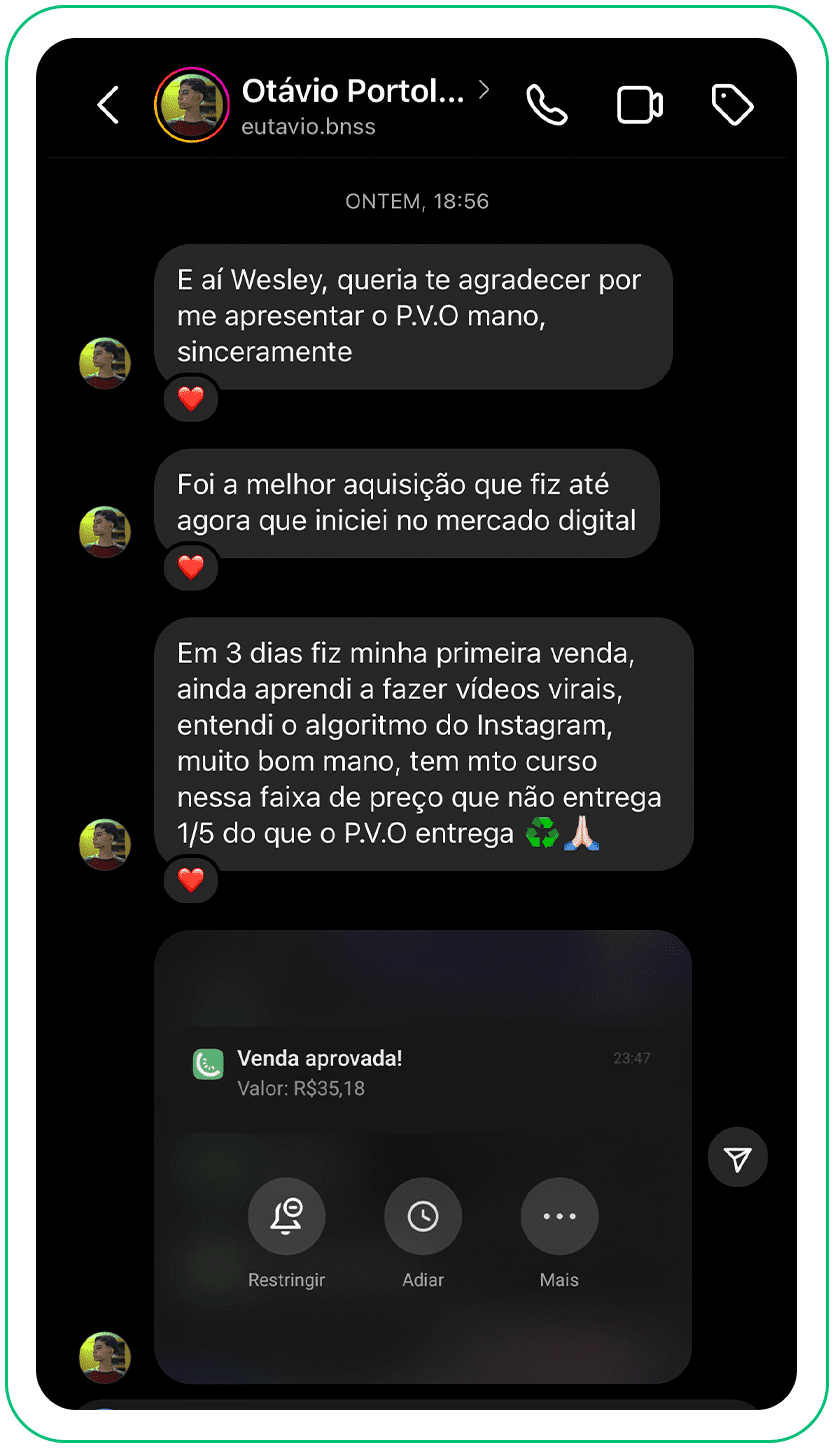 Otávio Portol...
eutavio.bnss
ONTEM, 18:56
E aí Wesley, queria te agradecer por
me apresentar o P.V.O mano,
sinceramente
Foi a melhor aquisição que fiz até
agora que iniciei no mercado digital
Em 3 dias fiz minha primeira venda,
ainda aprendi a fazer vídeos virais,
entendi o algoritmo do Instagram,
muito bom mano, tem mto curso
nessa faixa de preço que não entrega
1/5 do que o P.V.O entrega ♻️🙏🏻
Venda aprovada! 23:47
Valor: R$35,18
Restringir Adiar Mais